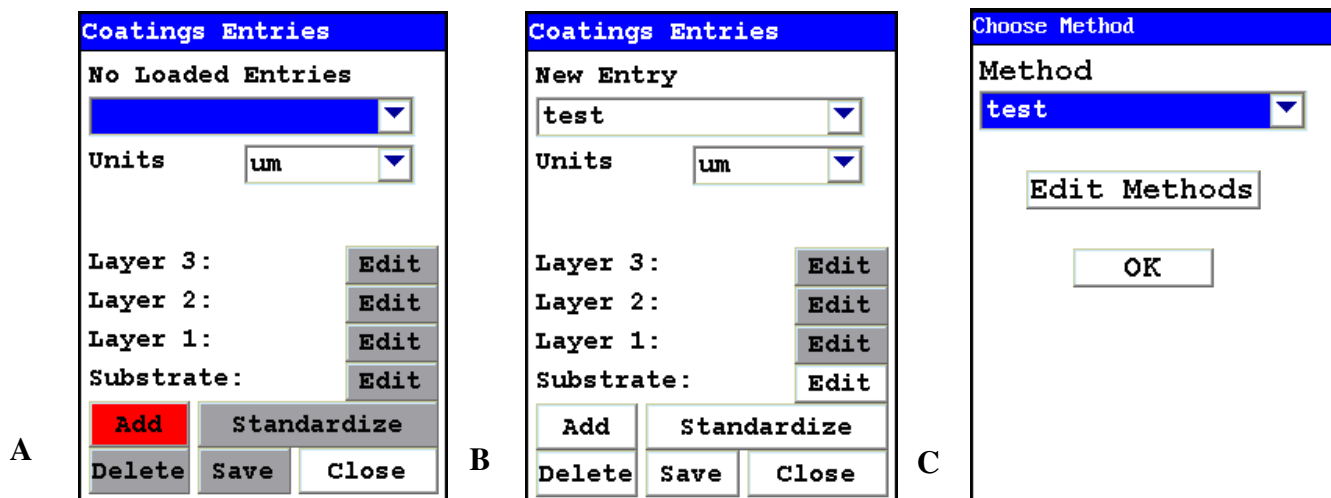 Coatings Entries
No Loaded Entries
Units um
Layer 3: Edit
Layer 2: Edit
Layer 1: Edit
Substrate: Edit
Add Standardize
Delete Save Close
A
Coatings Entries
New Entry
test
Units um
Layer 3: Edit
Layer 2: Edit
Layer 1: Edit
Substrate: Edit
Add Standardize
Delete Save Close
B
Choose Method
Method
test
Edit Methods
OK
C